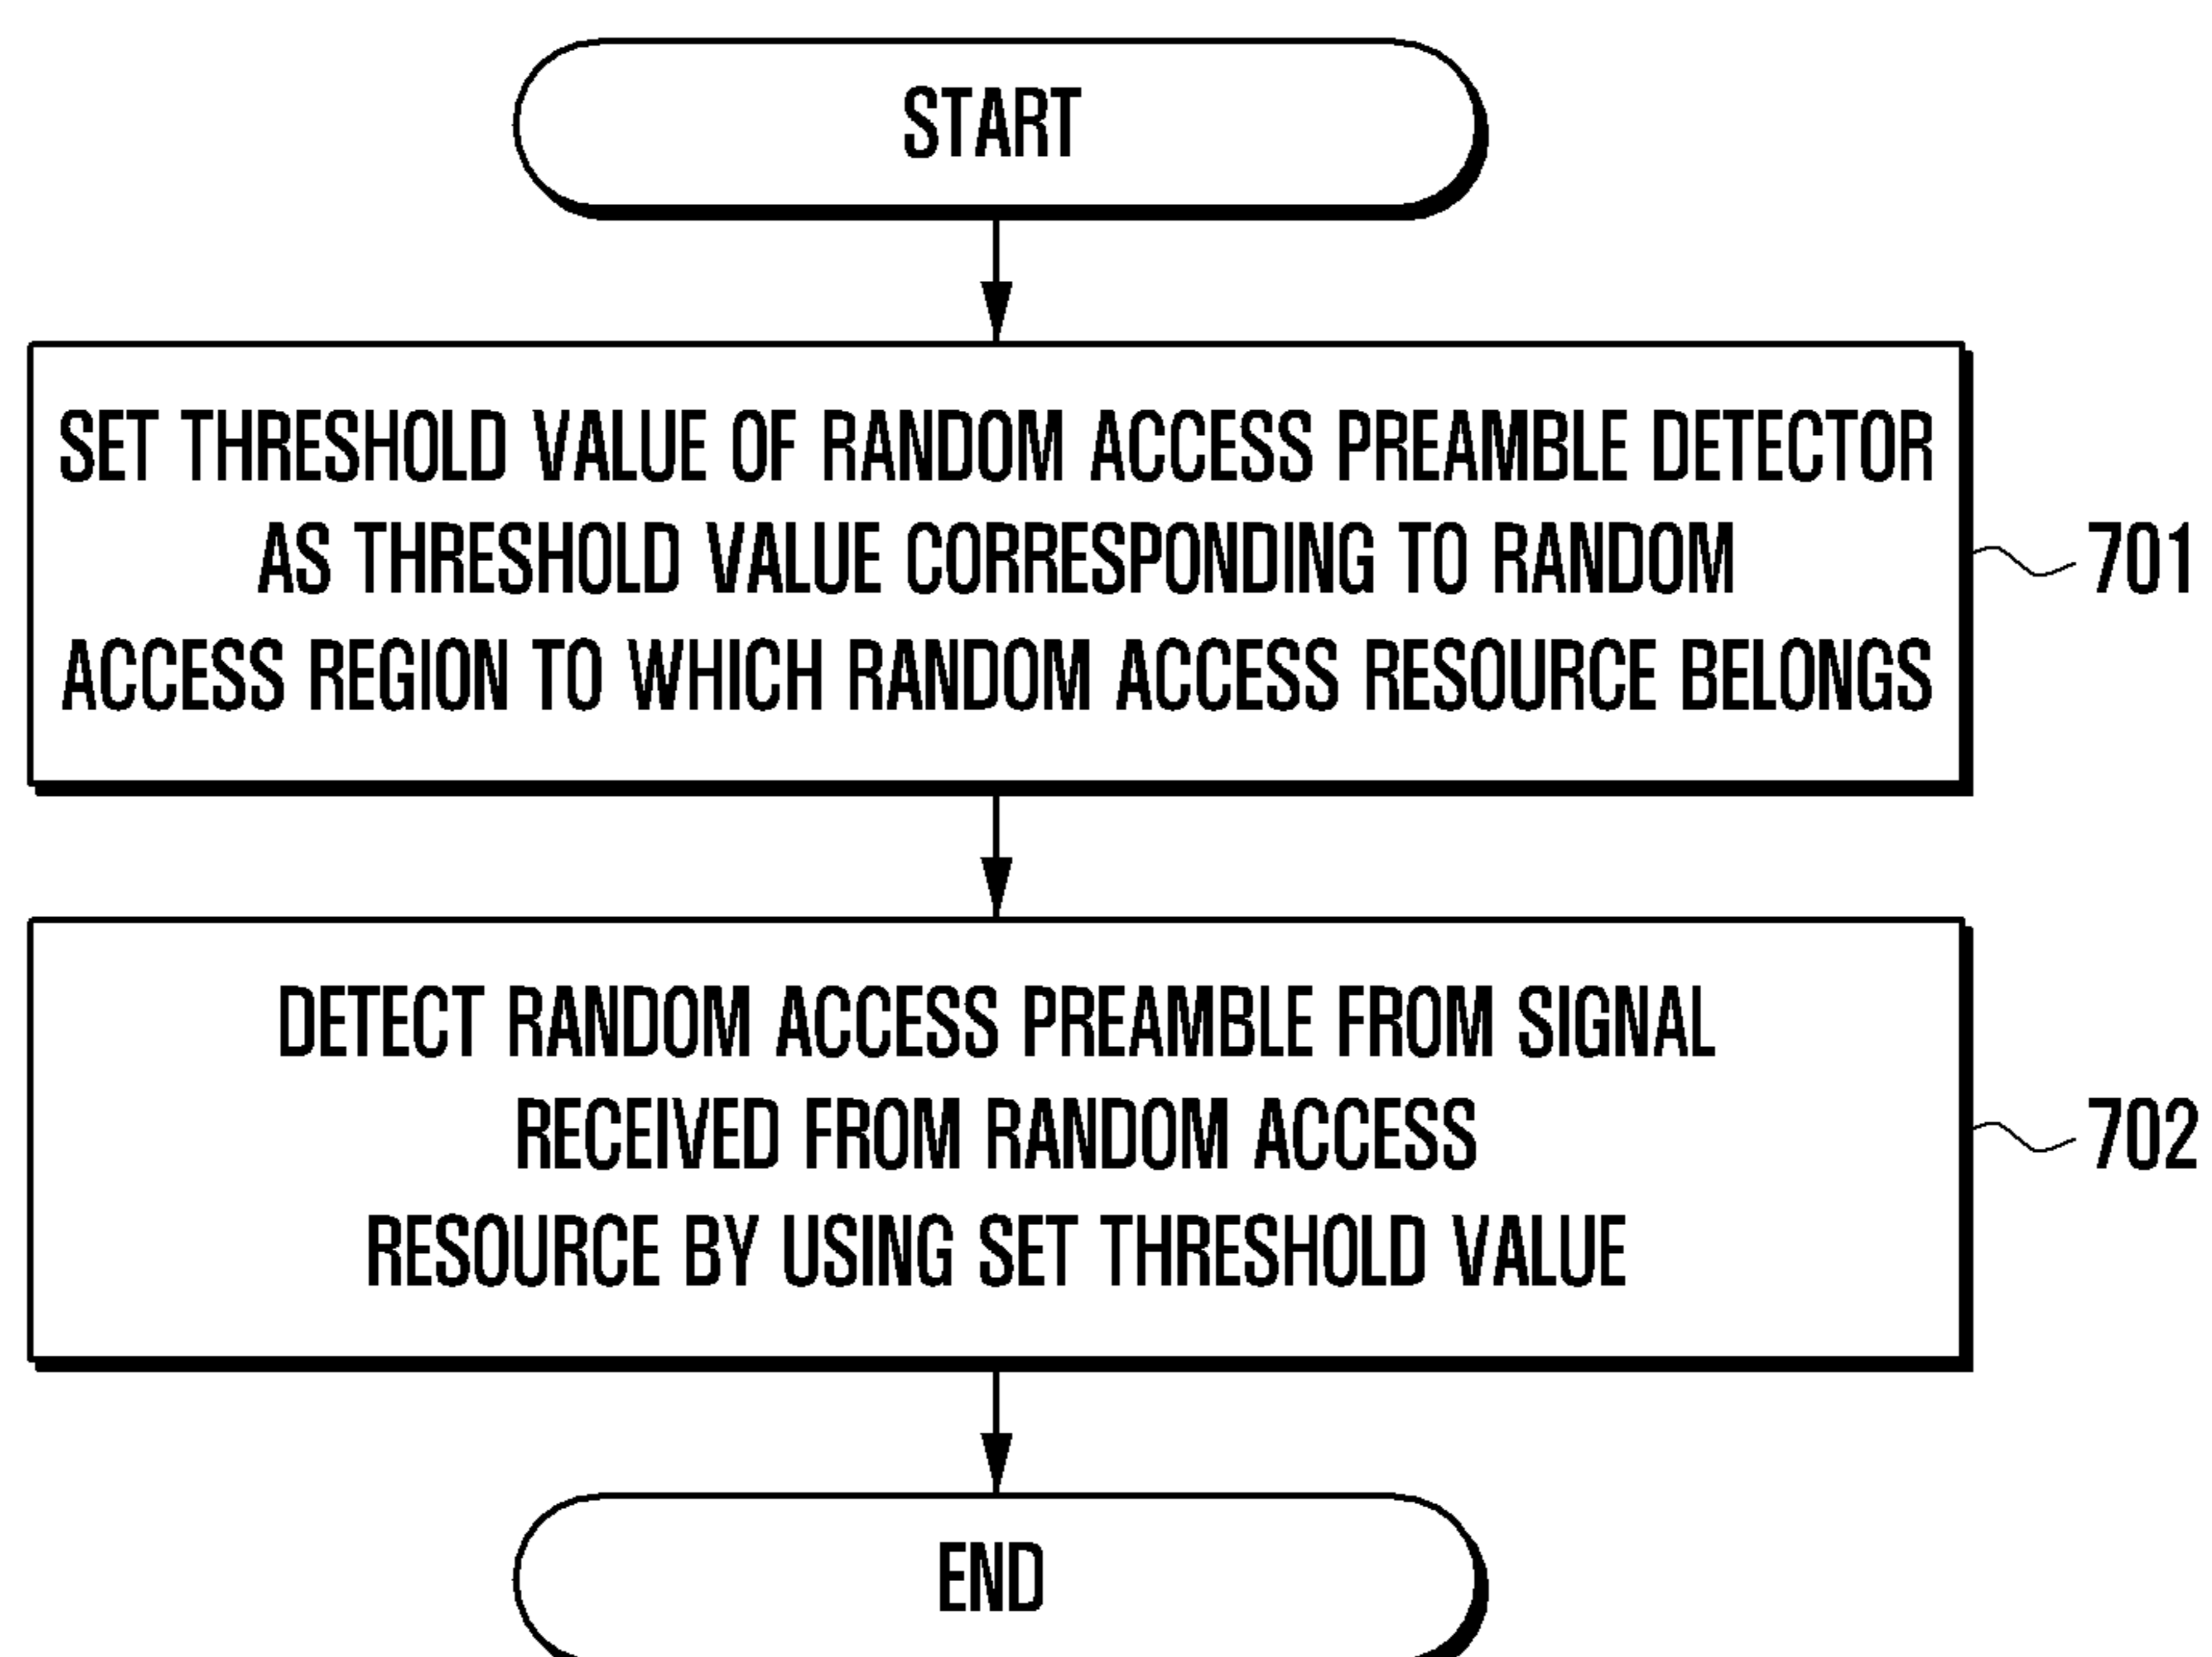 START
SET THRESHOLD VALUE OF RANDOM ACCESS PREAMBLE DETECTOR
AS THRESHOLD VALUE CORRESPONDING TO RANDOM
ACCESS REGION TO WHICH RANDOM ACCESS RESOURCE BELONGS
701
DETECT RANDOM ACCESS PREAMBLE FROM SIGNAL
RECEIVED FROM RANDOM ACCESS
RESOURCE BY USING SET THRESHOLD VALUE
702
END